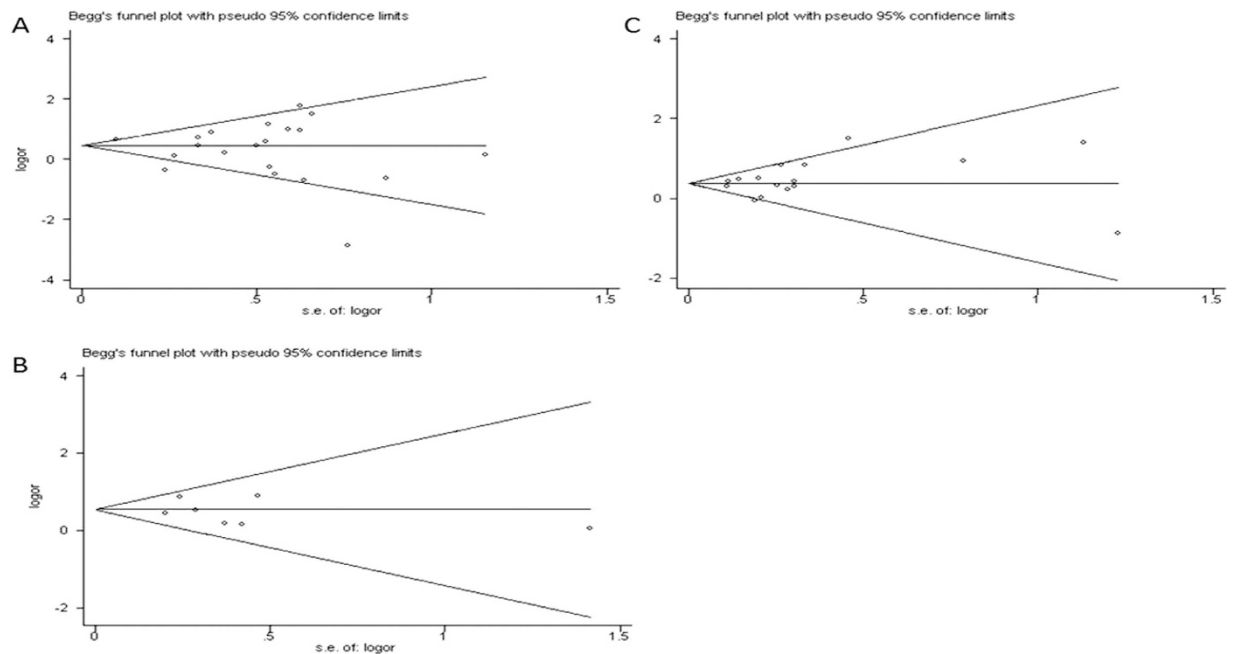 A
Begg's funnel plot with pseudo 95% confidence limits
4
2
0
-2
-4
logor
0 .5 1 1.5
s.e. of: logor
C
Begg's funnel plot with pseudo 95% confidence limits
4
2
0
-2
0 .5 1 1.5
s.e. of: logor
B
Begg's funnel plot with pseudo 95% confidence limits
4
2
0
-2
logor
0 .5 1 1.5
s.e. of: logor